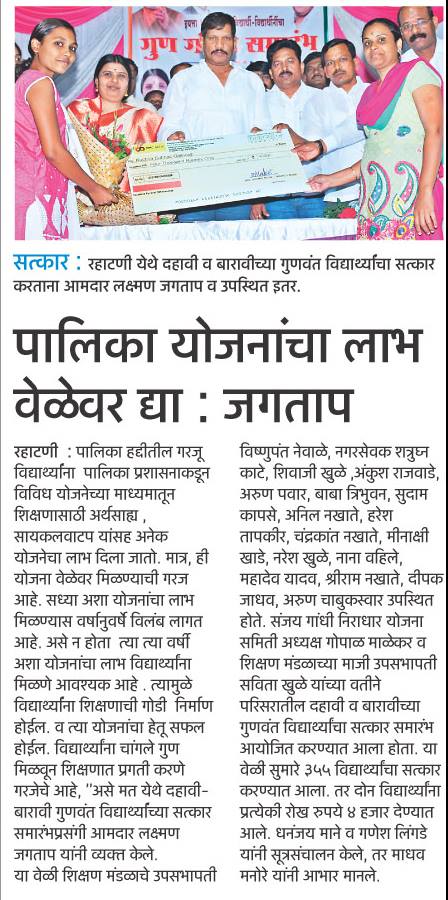 गुण ज
समारंभ
सत्कार : रहाटणी येथे दहावी व बारावीच्या गुणवंत विद्यार्थ्यांचा सत्कार
करताना आमदार लक्ष्मण जगताप व उपस्थित इतर.
पालिका योजनांचा लाभ
वेळेवर द्या : जगताप
रहाटणी : पालिका हद्दीतील गरजू
विद्यार्थ्यांना पालिका प्रशासनाकडून
विविध योजनेच्या माध्यमातून
शिक्षणासाठी अर्थसाह्य ,
सायकलवाटप यांसह अनेक
योजनेचा लाभ दिला जातो. मात्र, ही
योजना वेळेवर मिळण्याची गरज
आहे. सध्या अशा योजनांचा लाभ
मिळण्यास वर्षानुवर्षे विलंब लागत
आहे. असे न होता त्या त्या वर्षी
अशा योजनांचा लाभ विद्यार्थ्यांना
मिळणे आवश्यक आहे . त्यामुळे
विद्यार्थ्यांना शिक्षणाची गोडी निर्माण
होईल. व त्या योजनांचा हेतू सफल
होईल. विद्यार्थ्यांना चांगले गुण
मिळवून शिक्षणात प्रगती करणे
गरजेचे आहे, ''असे मत येथे दहावी-
बारावी गुणवंत विद्यार्थ्यांच्या सत्कार
समारंभप्रसंगी आमदार लक्ष्मण
जगताप यांनी व्यक्त केले.
या वेळी शिक्षण मंडळाचे उपसभापती
विष्णुपंत नेवाळे, नगरसेवक शत्रुघ्न
काटे, शिवाजी खुळे ,अंकुश राजवाडे,
अरुण पवार, बाबा त्रिभुवन, सुदाम
कापसे, अनिल नखाते, हरेश
तापकीर, चंद्रकांत नखाते, मीनाक्षी
खाडे, नरेश खुळे, नाना वहिले,
महादेव यादव, श्रीराम नखाते, दीपक
जाधव, अरुण चाबुकस्वार उपस्थित
होते. संजय गांधी निराधार योजना
समिती अध्यक्ष गोपाळ माळेकर व
शिक्षण मंडळाच्या माजी उपसभापती
सविता खुळे यांच्या वतीने
परिसरातील दहावी व बारावीच्या
गुणवंत विद्यार्थ्यांचा सत्कार समारंभ
आयोजित करण्यात आला होता. या
वेळी सुमारे ३५५ विद्यार्थ्यांचा सत्कार
करण्यात आला. तर दोन विद्यार्थ्यांना
प्रत्येकी रोख रुपये ४ हजार देण्यात
आले. धनंजय माने व गणेश लिंगडे
यांनी सूत्रसंचालन केले, तर माधव
मनोरे यांनी आभार मानले.